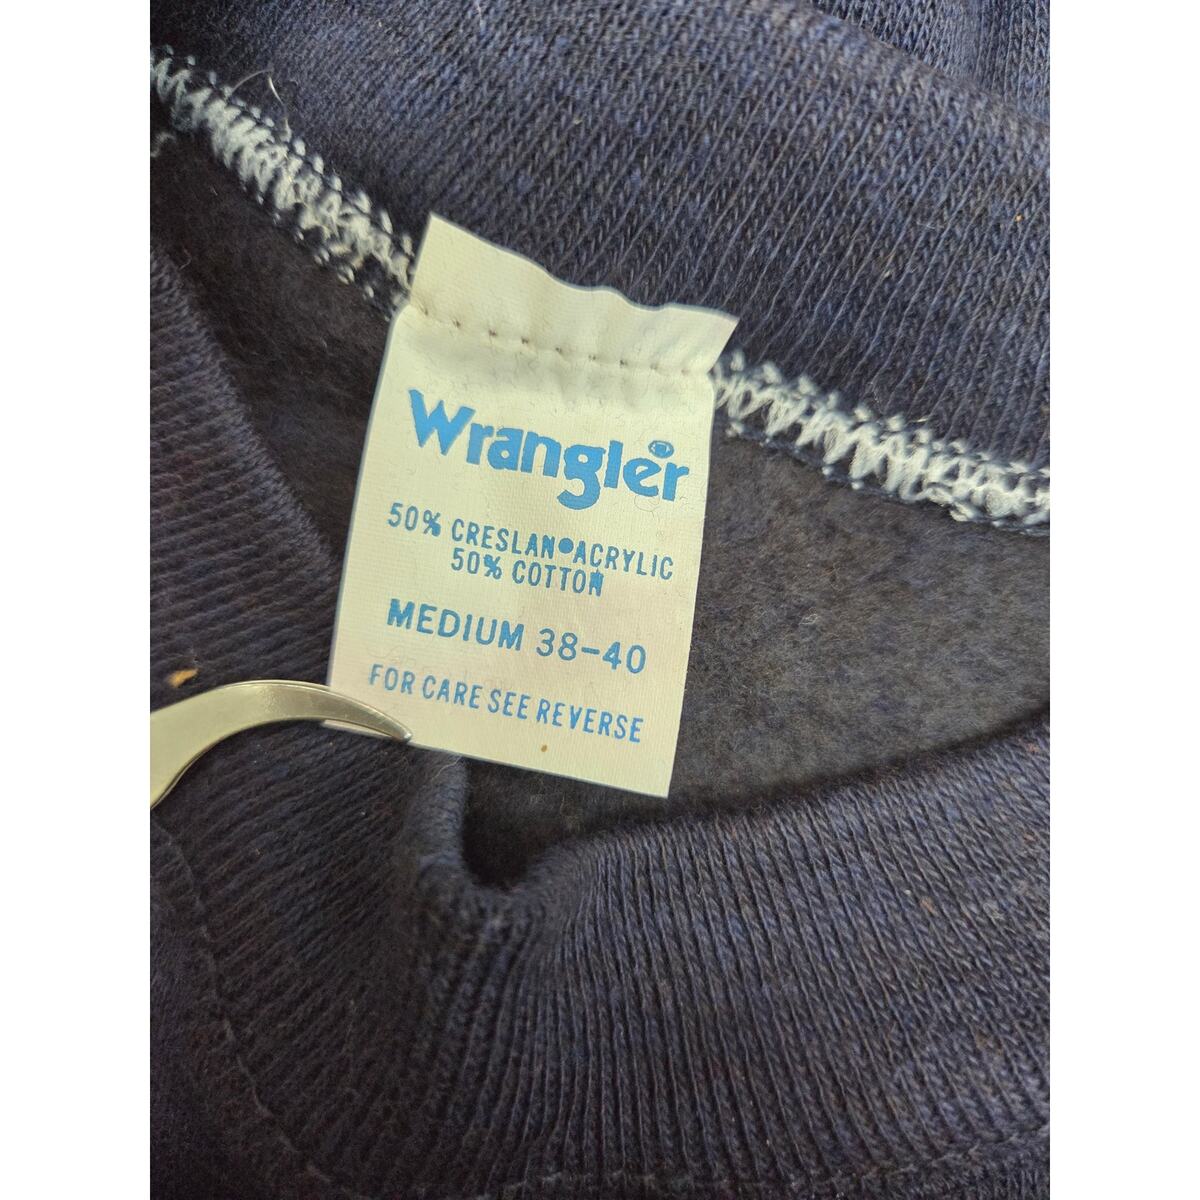 Wrangler
50% CRESLAN●ACRYLIC
50% COTTON
MEDIUM 38-40
FOR CARE SEE REVERSE